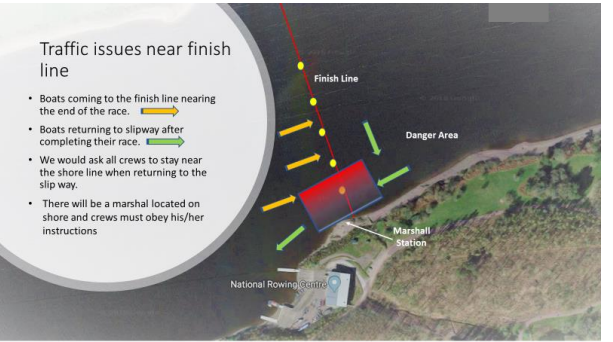 Traffic issues near finish
line
• Boats coming to the finish line nearing
the end of the race.
• Boats returning to slipway after
completing their race.
• We would ask all crews to stay near
the shore line when returning to the
slip way.
• There will be a marshal located on
shore and crews must obey his/her
instructions
Finish Line
Danger Area
Marshall
Station
National Rowing Centre